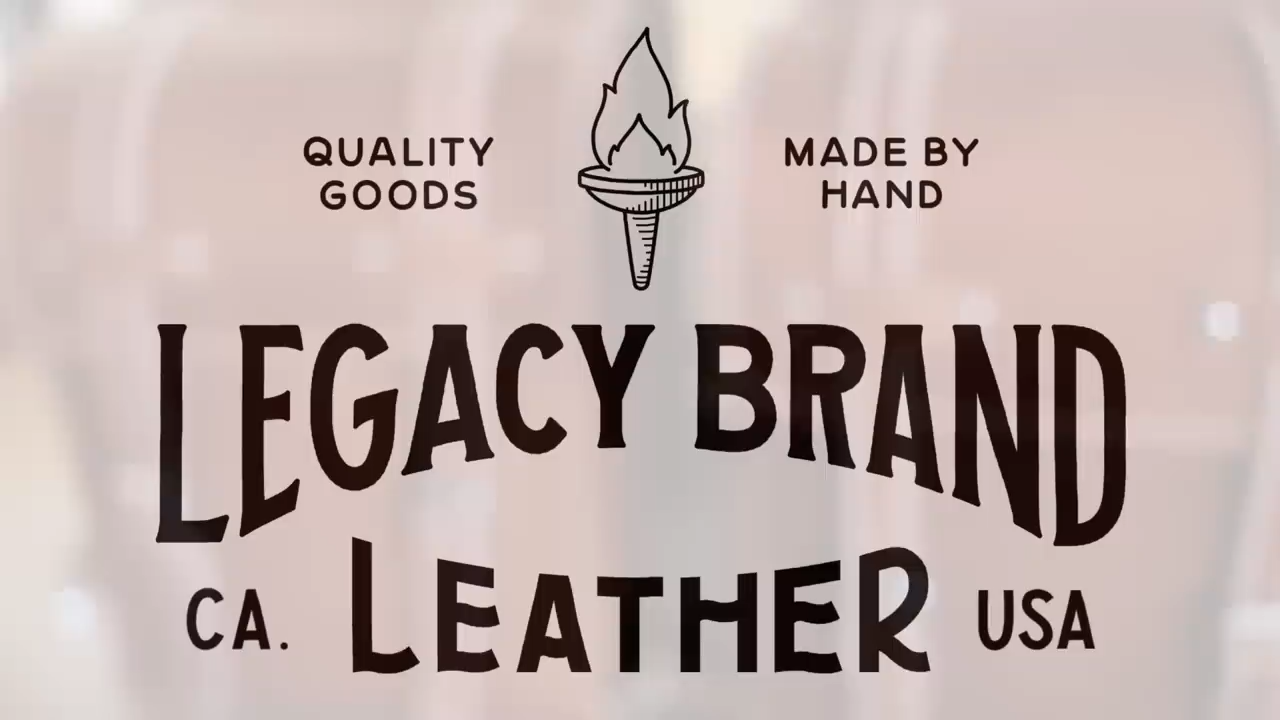 QUALITY
GOODS
MADE BY
HAND
LEGACY BRAND
CA. LEATHER USA